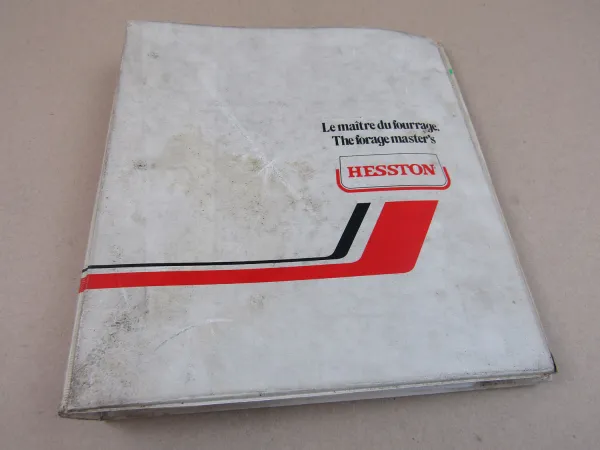 Le maître du fourrage.
The forage master's
HESSTON